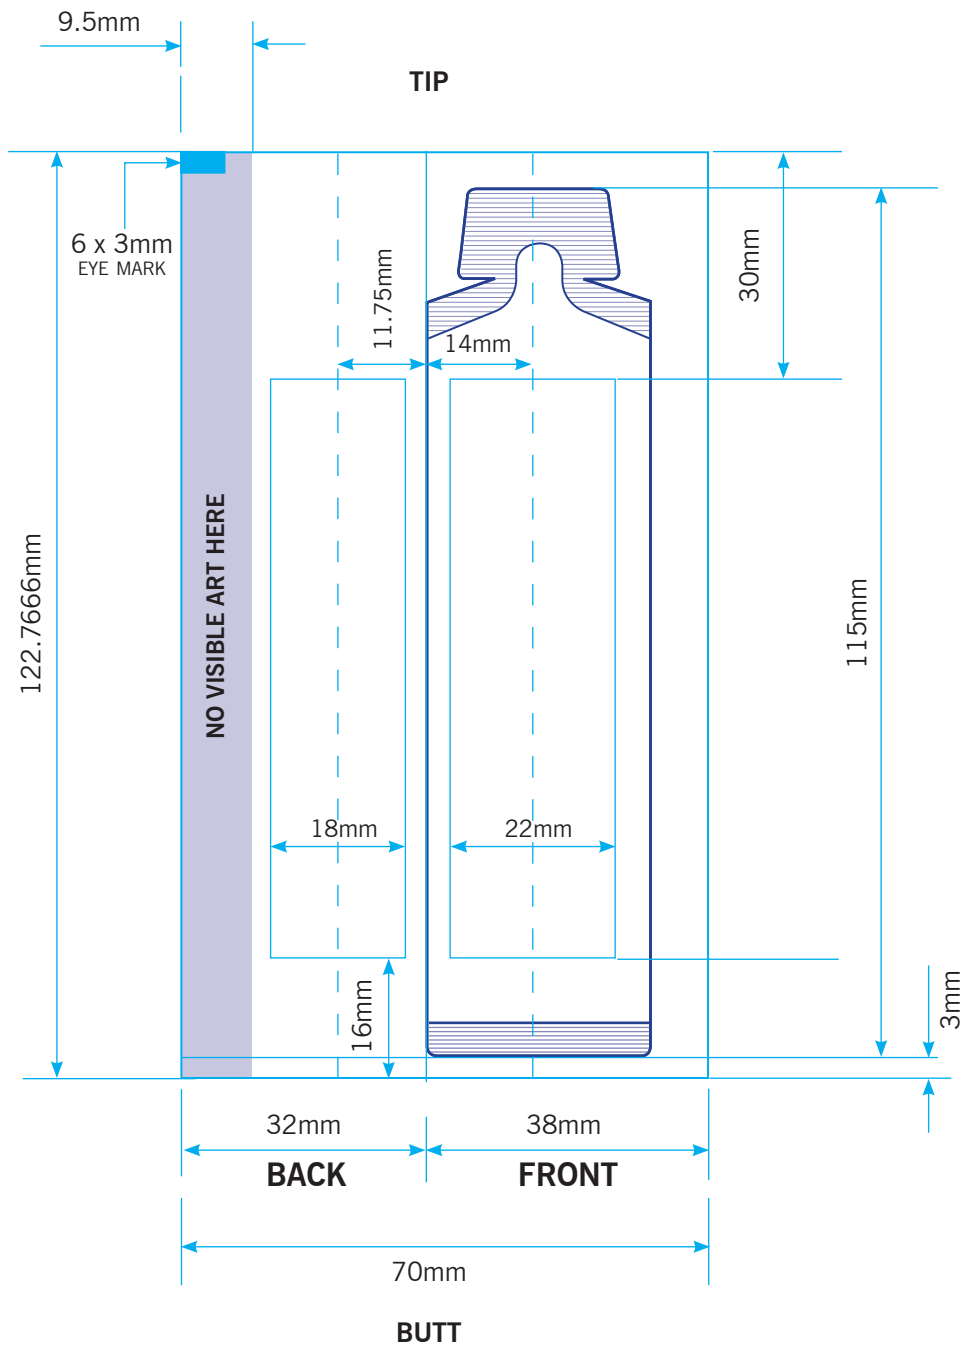 9.5mm
TIP
6 x 3mm
EYE MARK
11.75mm
14mm
30mm
NO VISIBLE ART HERE
122.7666mm
115mm
18mm
22mm
16mm
3mm
32mm
38mm
BACK
FRONT
70mm
BUTT